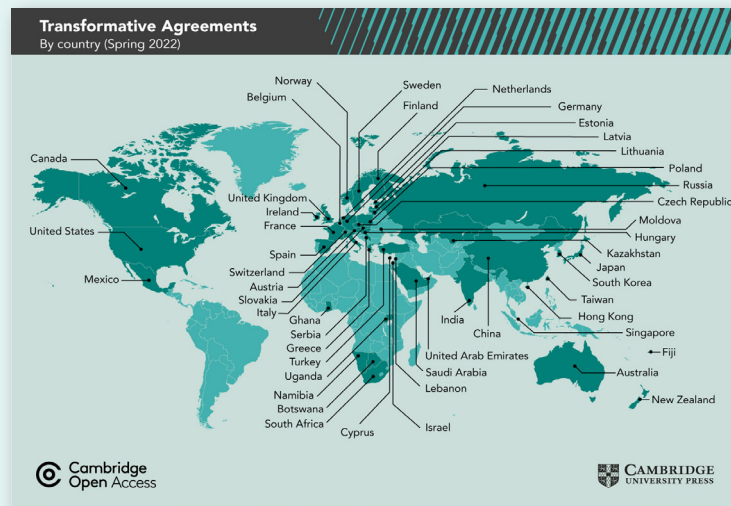 Transformative Agreements
By country (Spring 2022)
Norway
Belgium
Sweden
Finland
Netherlands
Germany
Estonia
Latvia
Lithuania
Poland
Russia
Czech Republic
Moldova
Hungary
Kazakhstan
Japan
South Korea
Taiwan
Hong Kong
Singapore
Canada
United States
Mexico
United Kingdom
Ireland
France
Spain
Switzerland
Austria
Slovakia
Italy
Ghana
Serbia
Greece
Turkey
Uganda
Namibia
Botswana
South Africa
Cyprus
Israel
Lebanon
Saudi Arabia
United Arab Emirates
India
China
Fiji
Australia
New Zealand
Cambridge
Open Access
CAMBRIDGE
UNIVERSITY PRESS